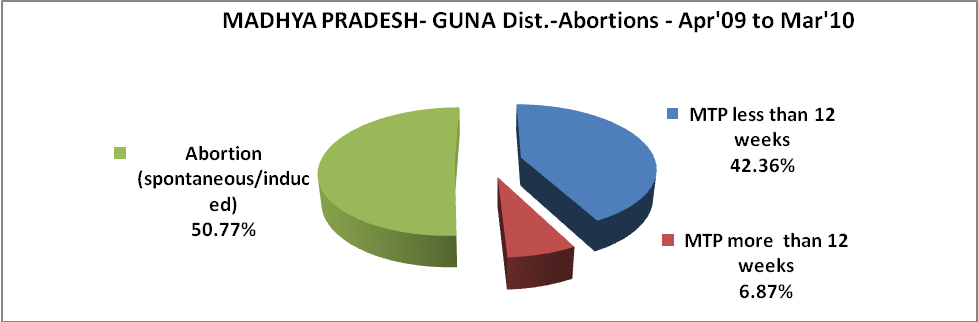 MADHYA PRADESH- GUNA Dist.-Abortions - Apr'09 to Mar'10
MTP less than 12
weeks
42.36%
Abortion
(spontaneous/induc
ed)
50.77%
MTP more  than 12
weeks
6.87%